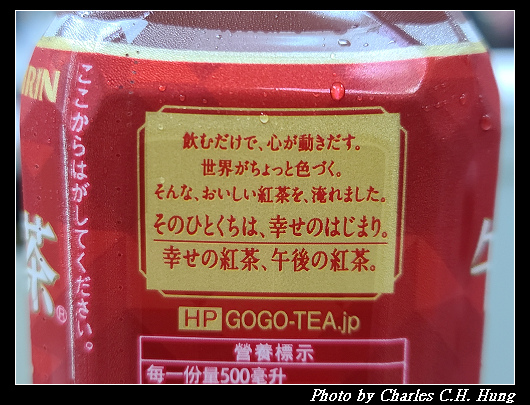 KIRIN
ここからはがしてください。
茶®
飲むだけで、心が動きだす。
世界がちょっと色づく。
そんな、おいしい紅茶を、淹れました。
そのひとくちは、幸せのはじまり。
幸せの紅茶、午後の紅茶。
HP GOGO-TEA.jp
營養標示
每一份量500毫升
Photo by Charles C.H. Hung